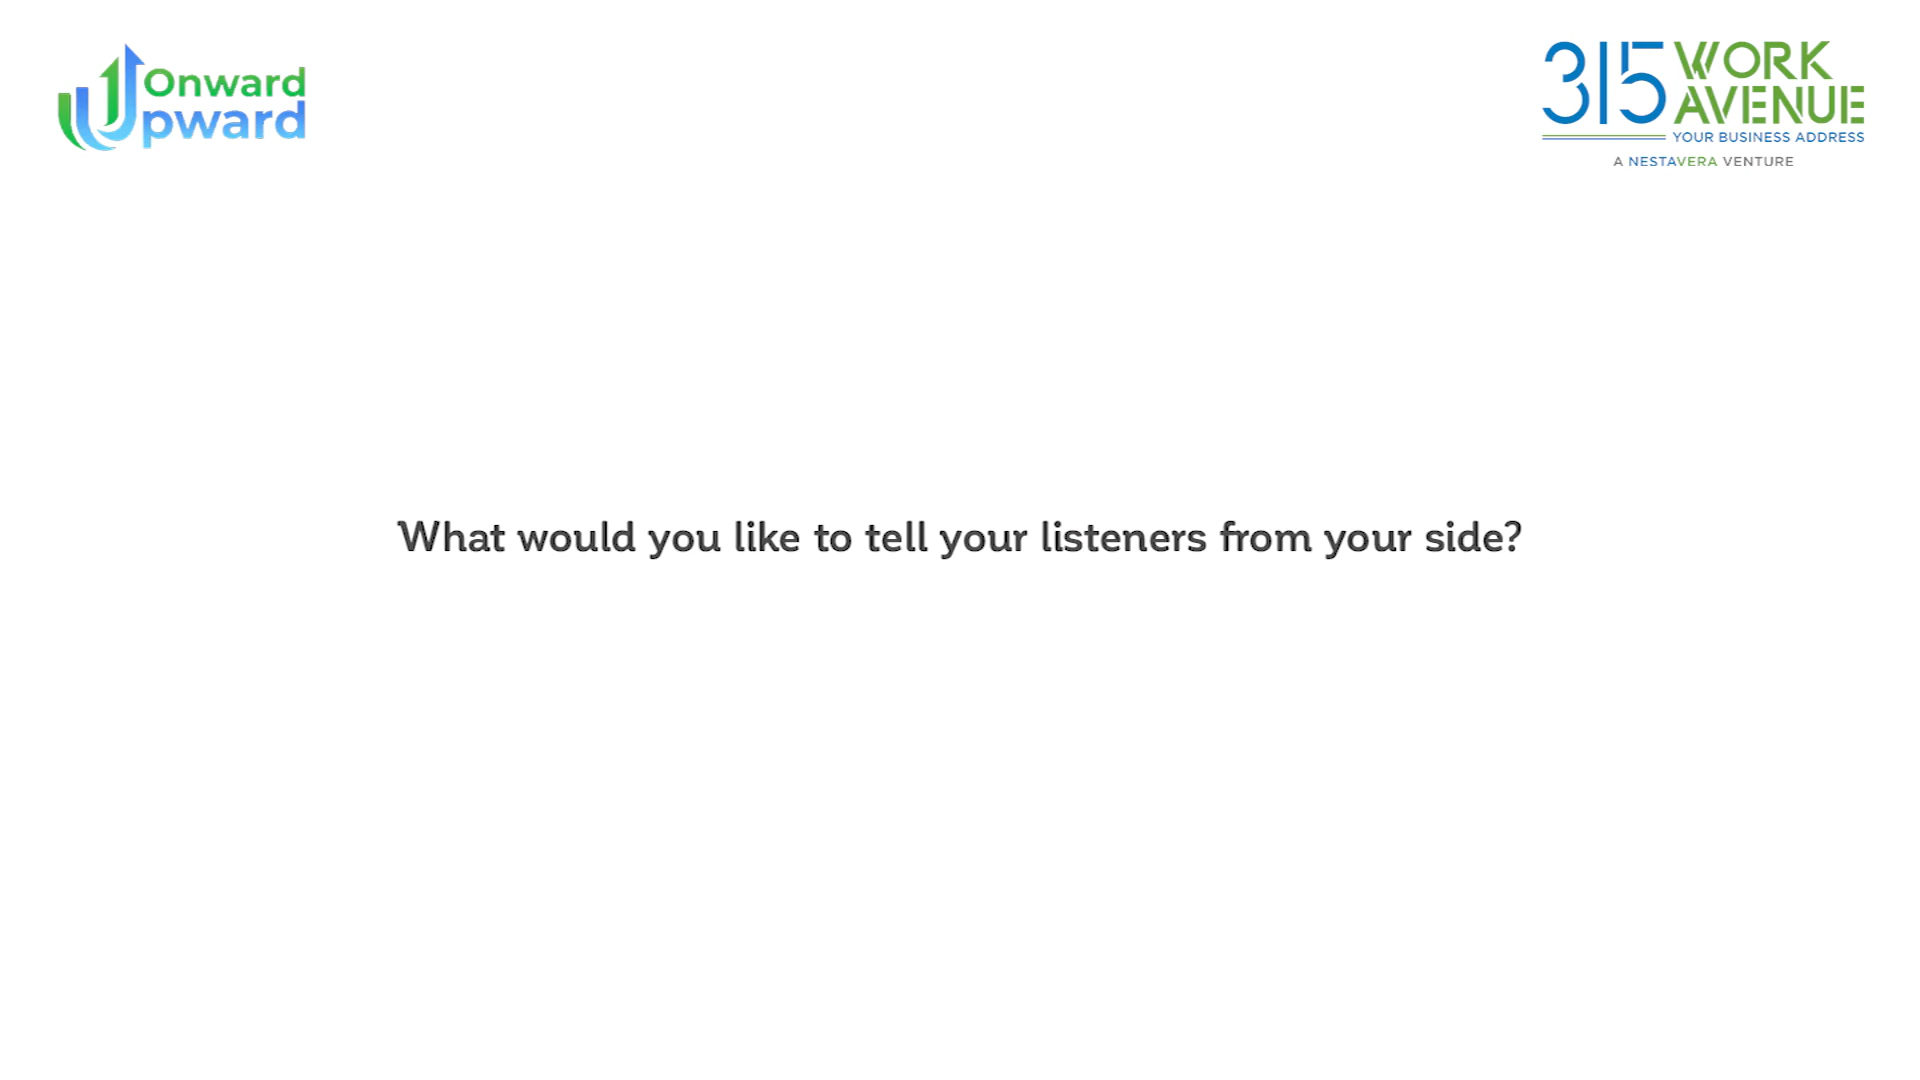 Onward
Upward
315 WORK
AVENUE
YOUR BUSINESS ADDRESS
A NESTAVERA VENTURE
What would you like to tell your listeners from your side?